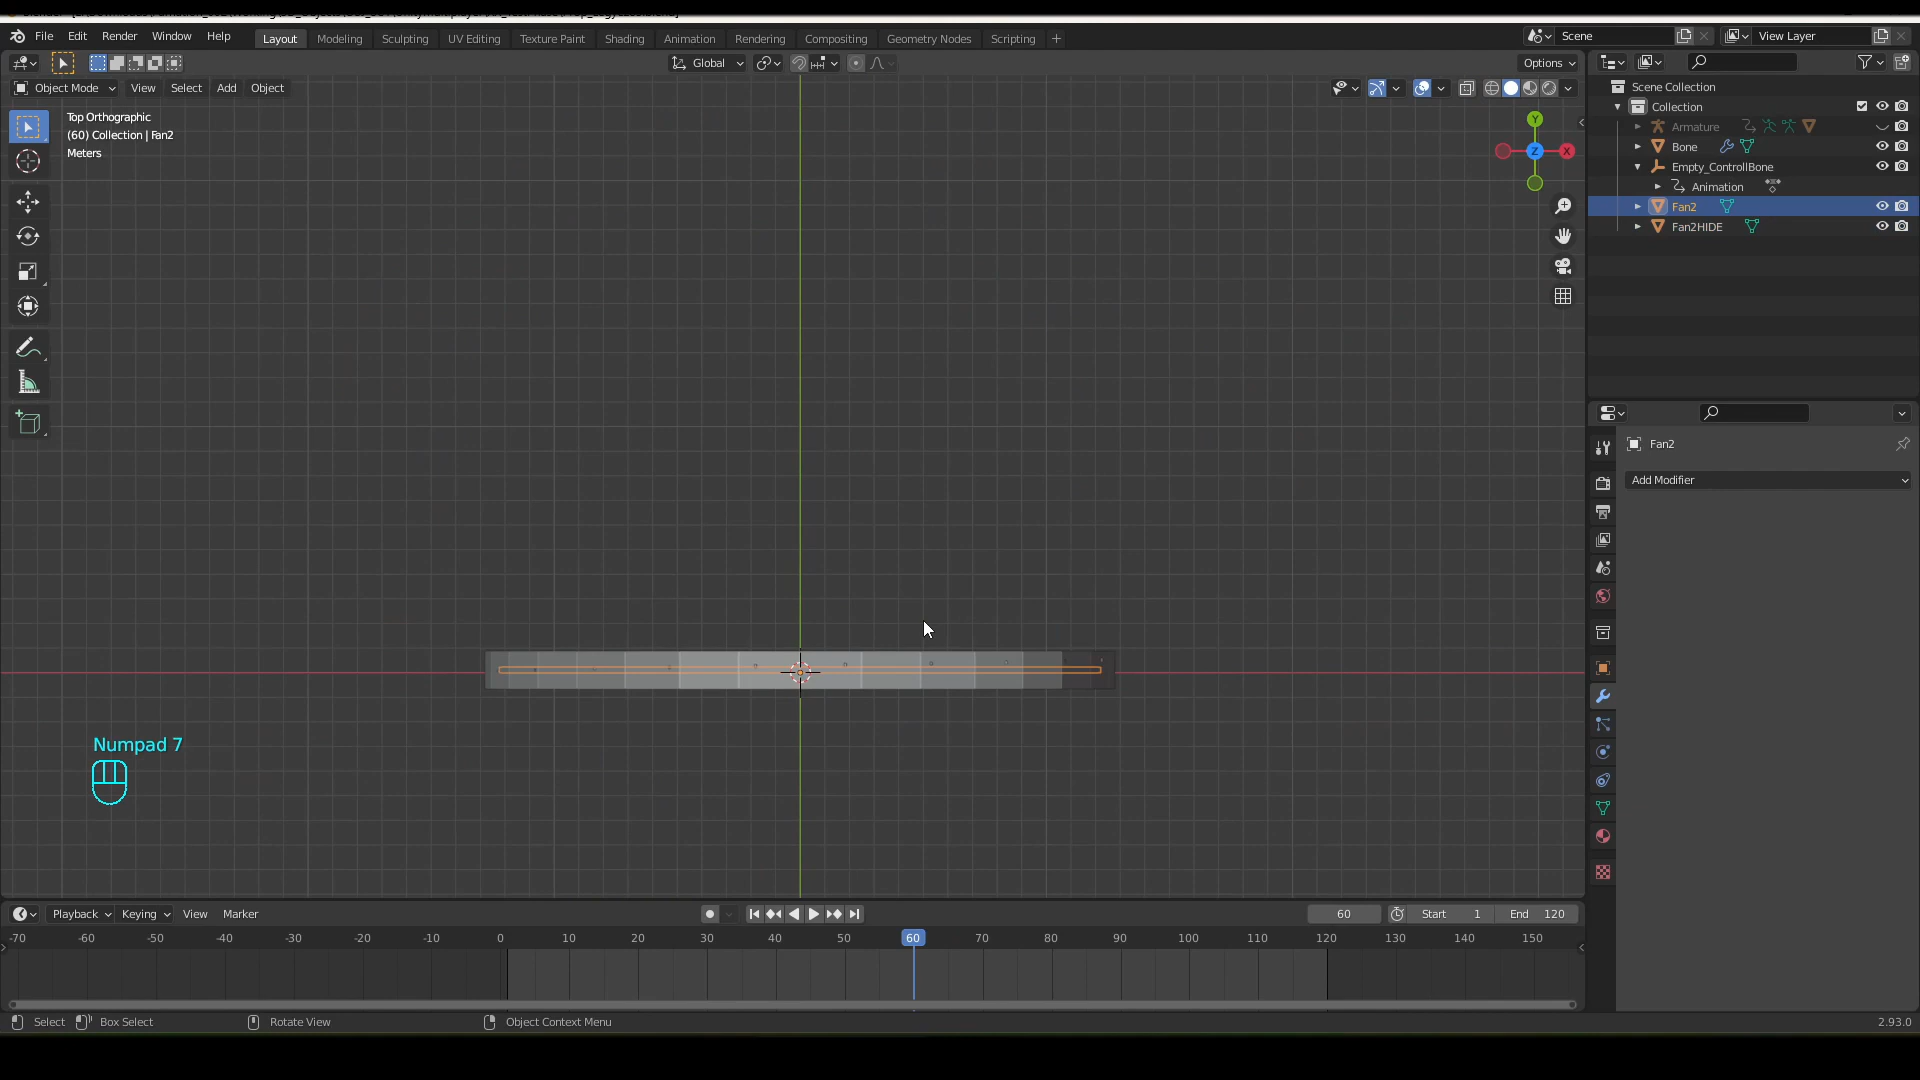 File Edit Render Window Help Layout Modeling Sculpting UV Editing Texture Paint Shading Animation Rendering Compositing Geometry Nodes Scripting + Scene View Layer
Global Options
Object Mode View Select Add Object
Top Orthographic
(60) Collection | Fan2
Meters
Y
Z X
Scene Collection
Collection
Armature
Bone
Empty_ControllBone
Animation
Fan2
Fan2HIDE
Fan2
Add Modifier
Numpad 7
Playback Keying View Marker 60 Start 1 End 120
-70 -60 -50 -40 -30 -20 -10 0 10 20 30 40 50 60 70 80 90 100 110 120 130 140 150
Select Box Select Rotate View Object Context Menu 2.93.0